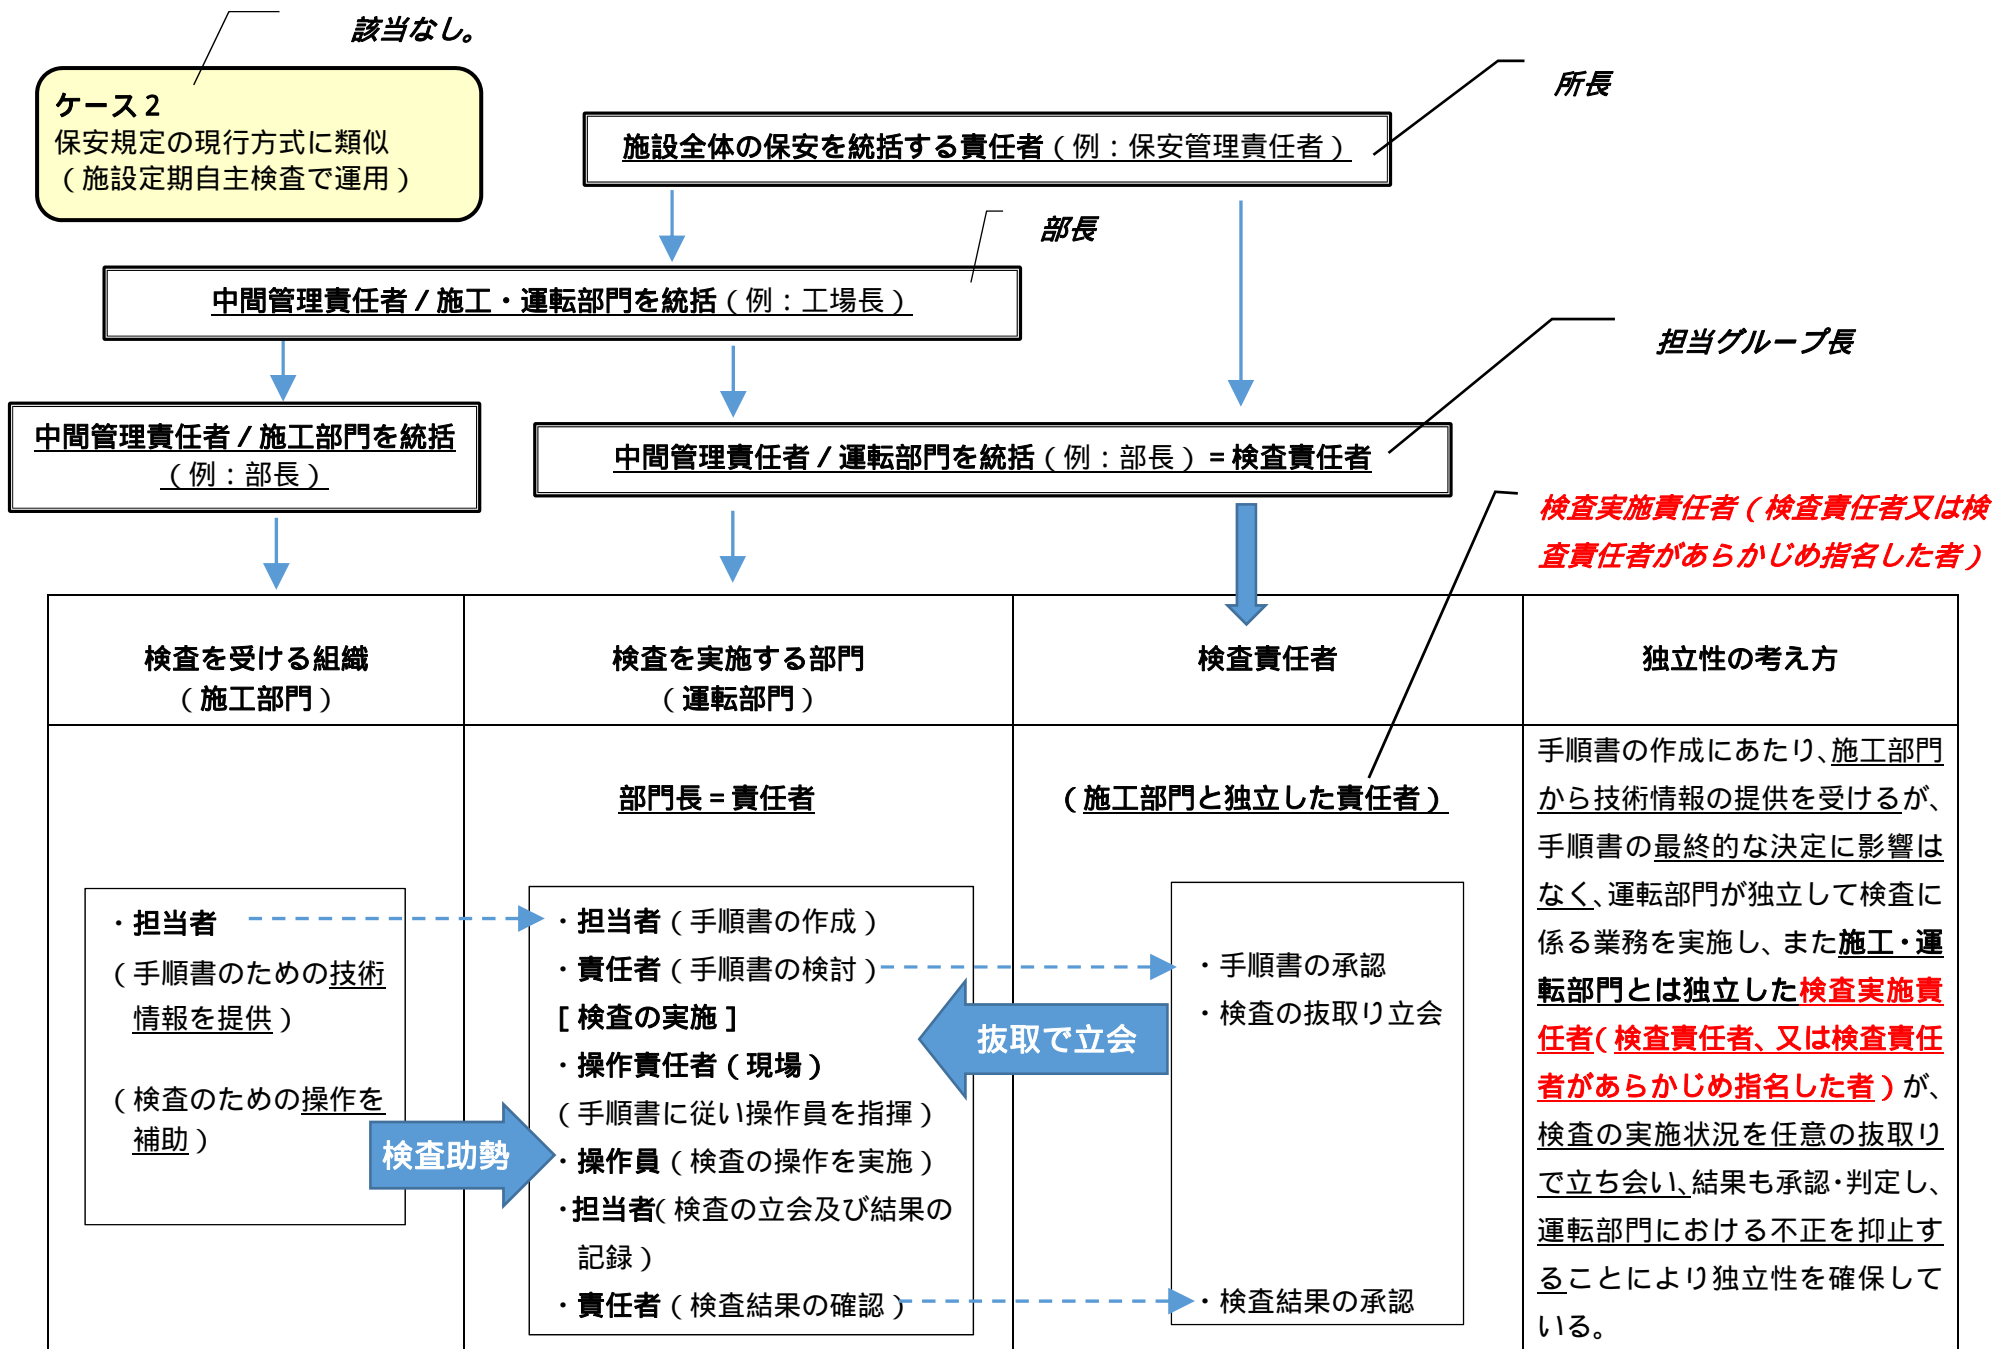 該当なし。
ケース２
保安規定の現行方式に類似
（施設定期自主検査で運用）
所長
施設全体の保安を統括する責任者（例：保安管理責任者）
部長
中間管理責任者／施工・運転部門を統括（例：工場長）
担当グループ長
中間管理責任者／施工部門を統括
（例：部長）
中間管理責任者／運転部門を統括（例：部長）＝検査責任者
検査実施責任者（検査責任者又は検
査責任者があらかじめ指名した者）
検査を受ける組織
（施工部門）
検査を実施する部門
（運転部門）
検査責任者
独立性の考え方
部門長＝責任者
（施工部門と独立した責任者）
・担当者
（手順書のための技術
情報を提供）
（検査のための操作を
補助）
検査助勢
・担当者（手順書の作成）
・責任者（手順書の検討）
［検査の実施］
・操作責任者（現場）
（手順書に従い操作員を指揮）
・操作員（検査の操作を実施）
・担当者（検査の立会及び結果の
記録）
・責任者（検査結果の確認）
抜取で立会
・手順書の承認
・検査の抜取り立会
・検査結果の承認
手順書の作成にあたり、施工部門
から技術情報の提供を受けるが、
手順書の最終的な決定に影響は
なく、運転部門が独立して検査に
係る業務を実施し、また施工・運
転部門とは独立した検査実施責
任者（検査責任者、又は検査責任
者があらかじめ指名した者）が、
検査の実施状況を任意の抜取り
で立ち会い、結果も承認・判定し、
運転部門における不正を抑止す
ることにより独立性を確保して
いる。